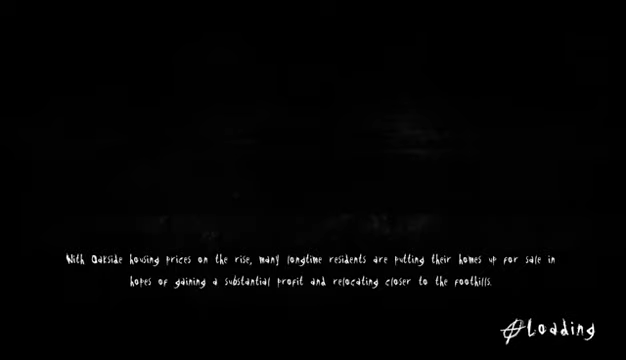 With Oakside housing prices on the rise, many longtime residents are putting their homes up for sale in
hopes of gaining a substantial profit and relocating closer to the foothills.
Loading